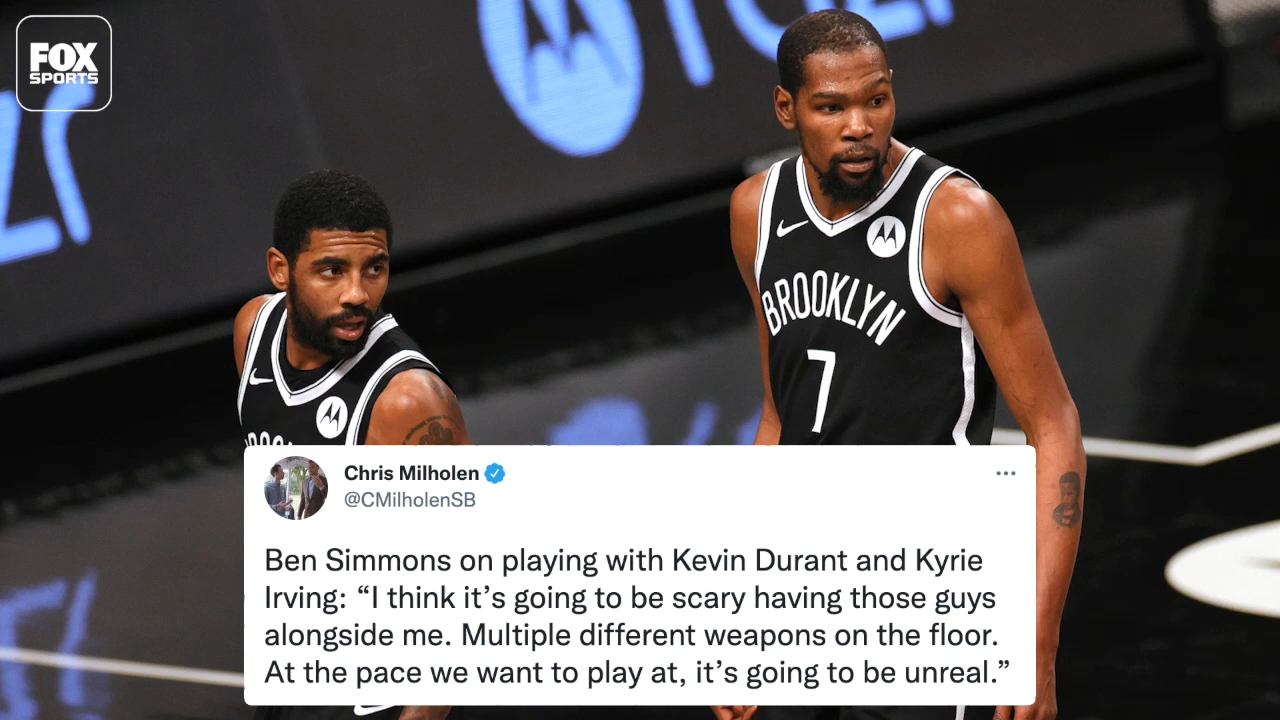 FOX
SPORTS
BROOKLYN
7
Chris Milholen
@CMilholenSB
Ben Simmons on playing with Kevin Durant and Kyrie
Irving: “I think it’s going to be scary having those guys
alongside me. Multiple different weapons on the floor.
At the pace we want to play at, it’s going to be unreal.”